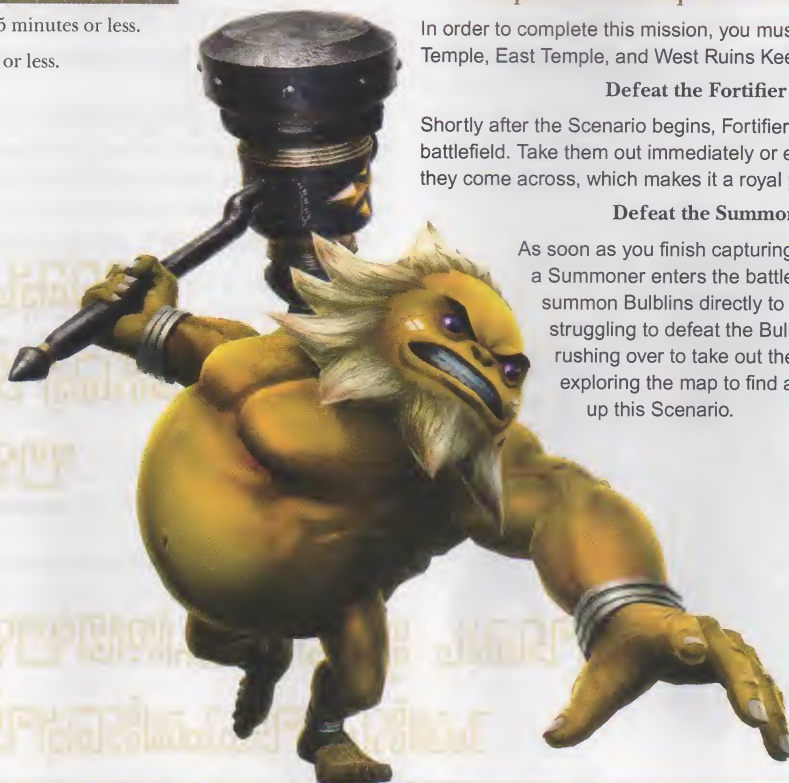 5 minutes or less.
or less.
In order to complete this mission, you mus
Temple, East Temple, and West Ruins Kee
Defeat the Fortifier
Shortly after the Scenario begins, Fortifier
battlefield. Take them out immediately or e
they come across, which makes it a royal
Defeat the Summo
As soon as you finish capturing
a Summoner enters the battle
summon Bulblins directly to
struggling to defeat the Bul
rushing over to take out the
exploring the map to find a
up this Scenario.